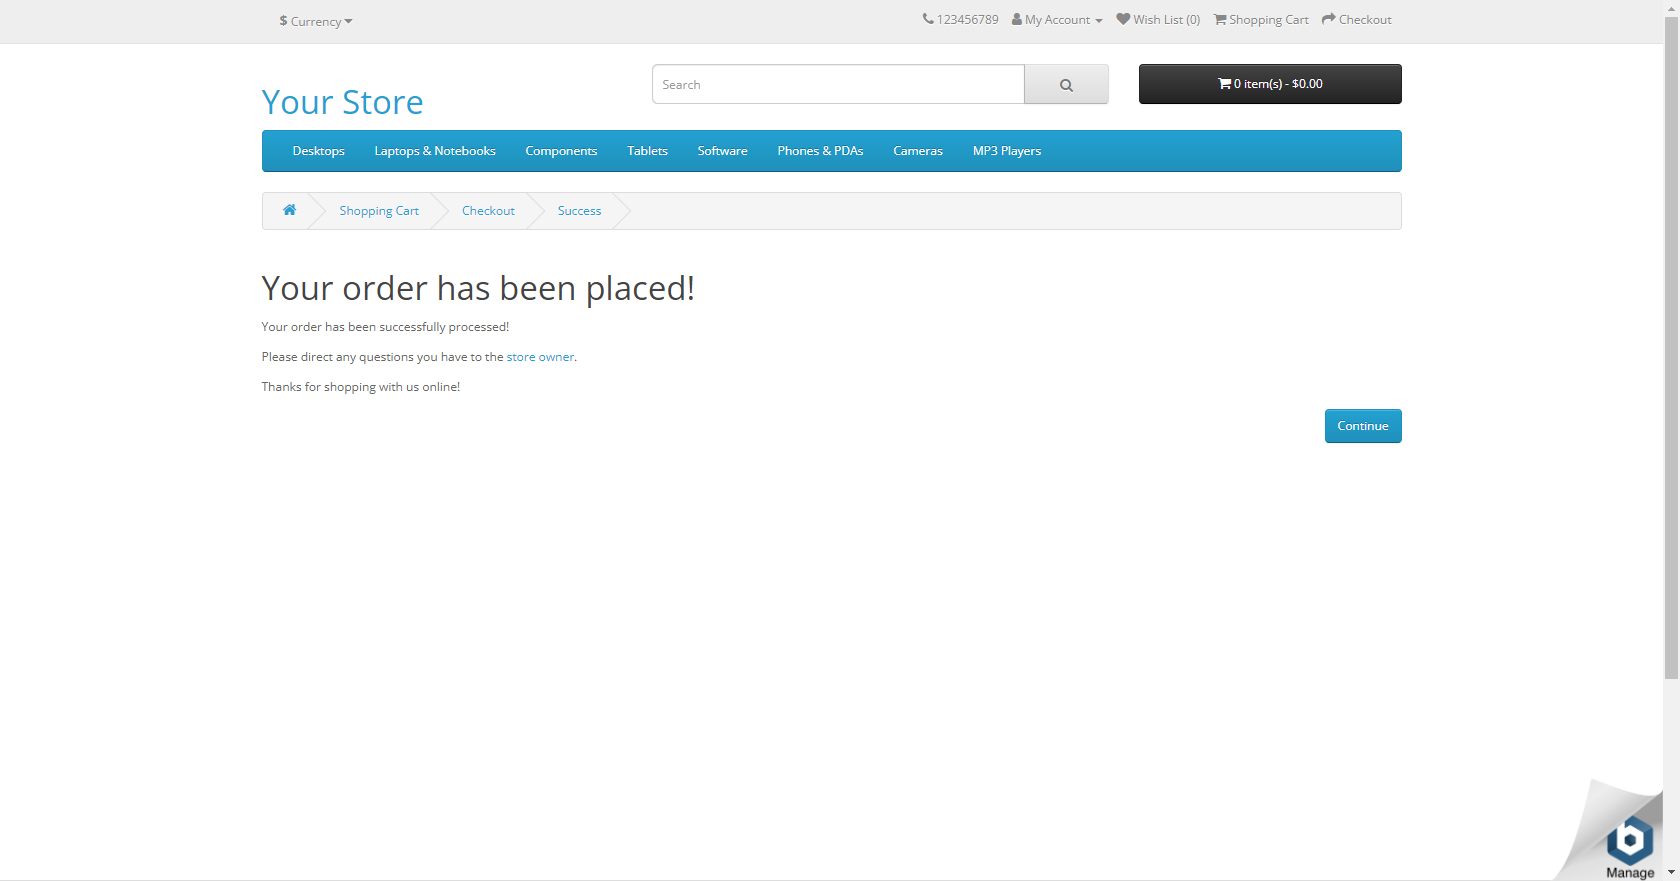 $ Currency
123456789 My Account Wish List (0) Shopping Cart Checkout
Your Store
Search
0 item(s) - $0.00
Desktops Laptops & Notebooks Components Tablets Software Phones & PDAs Cameras MP3 Players
Shopping Cart Checkout Success
Your order has been placed!
Your order has been successfully processed!
Please direct any questions you have to the store owner.
Thanks for shopping with us online!
Continue
Manage